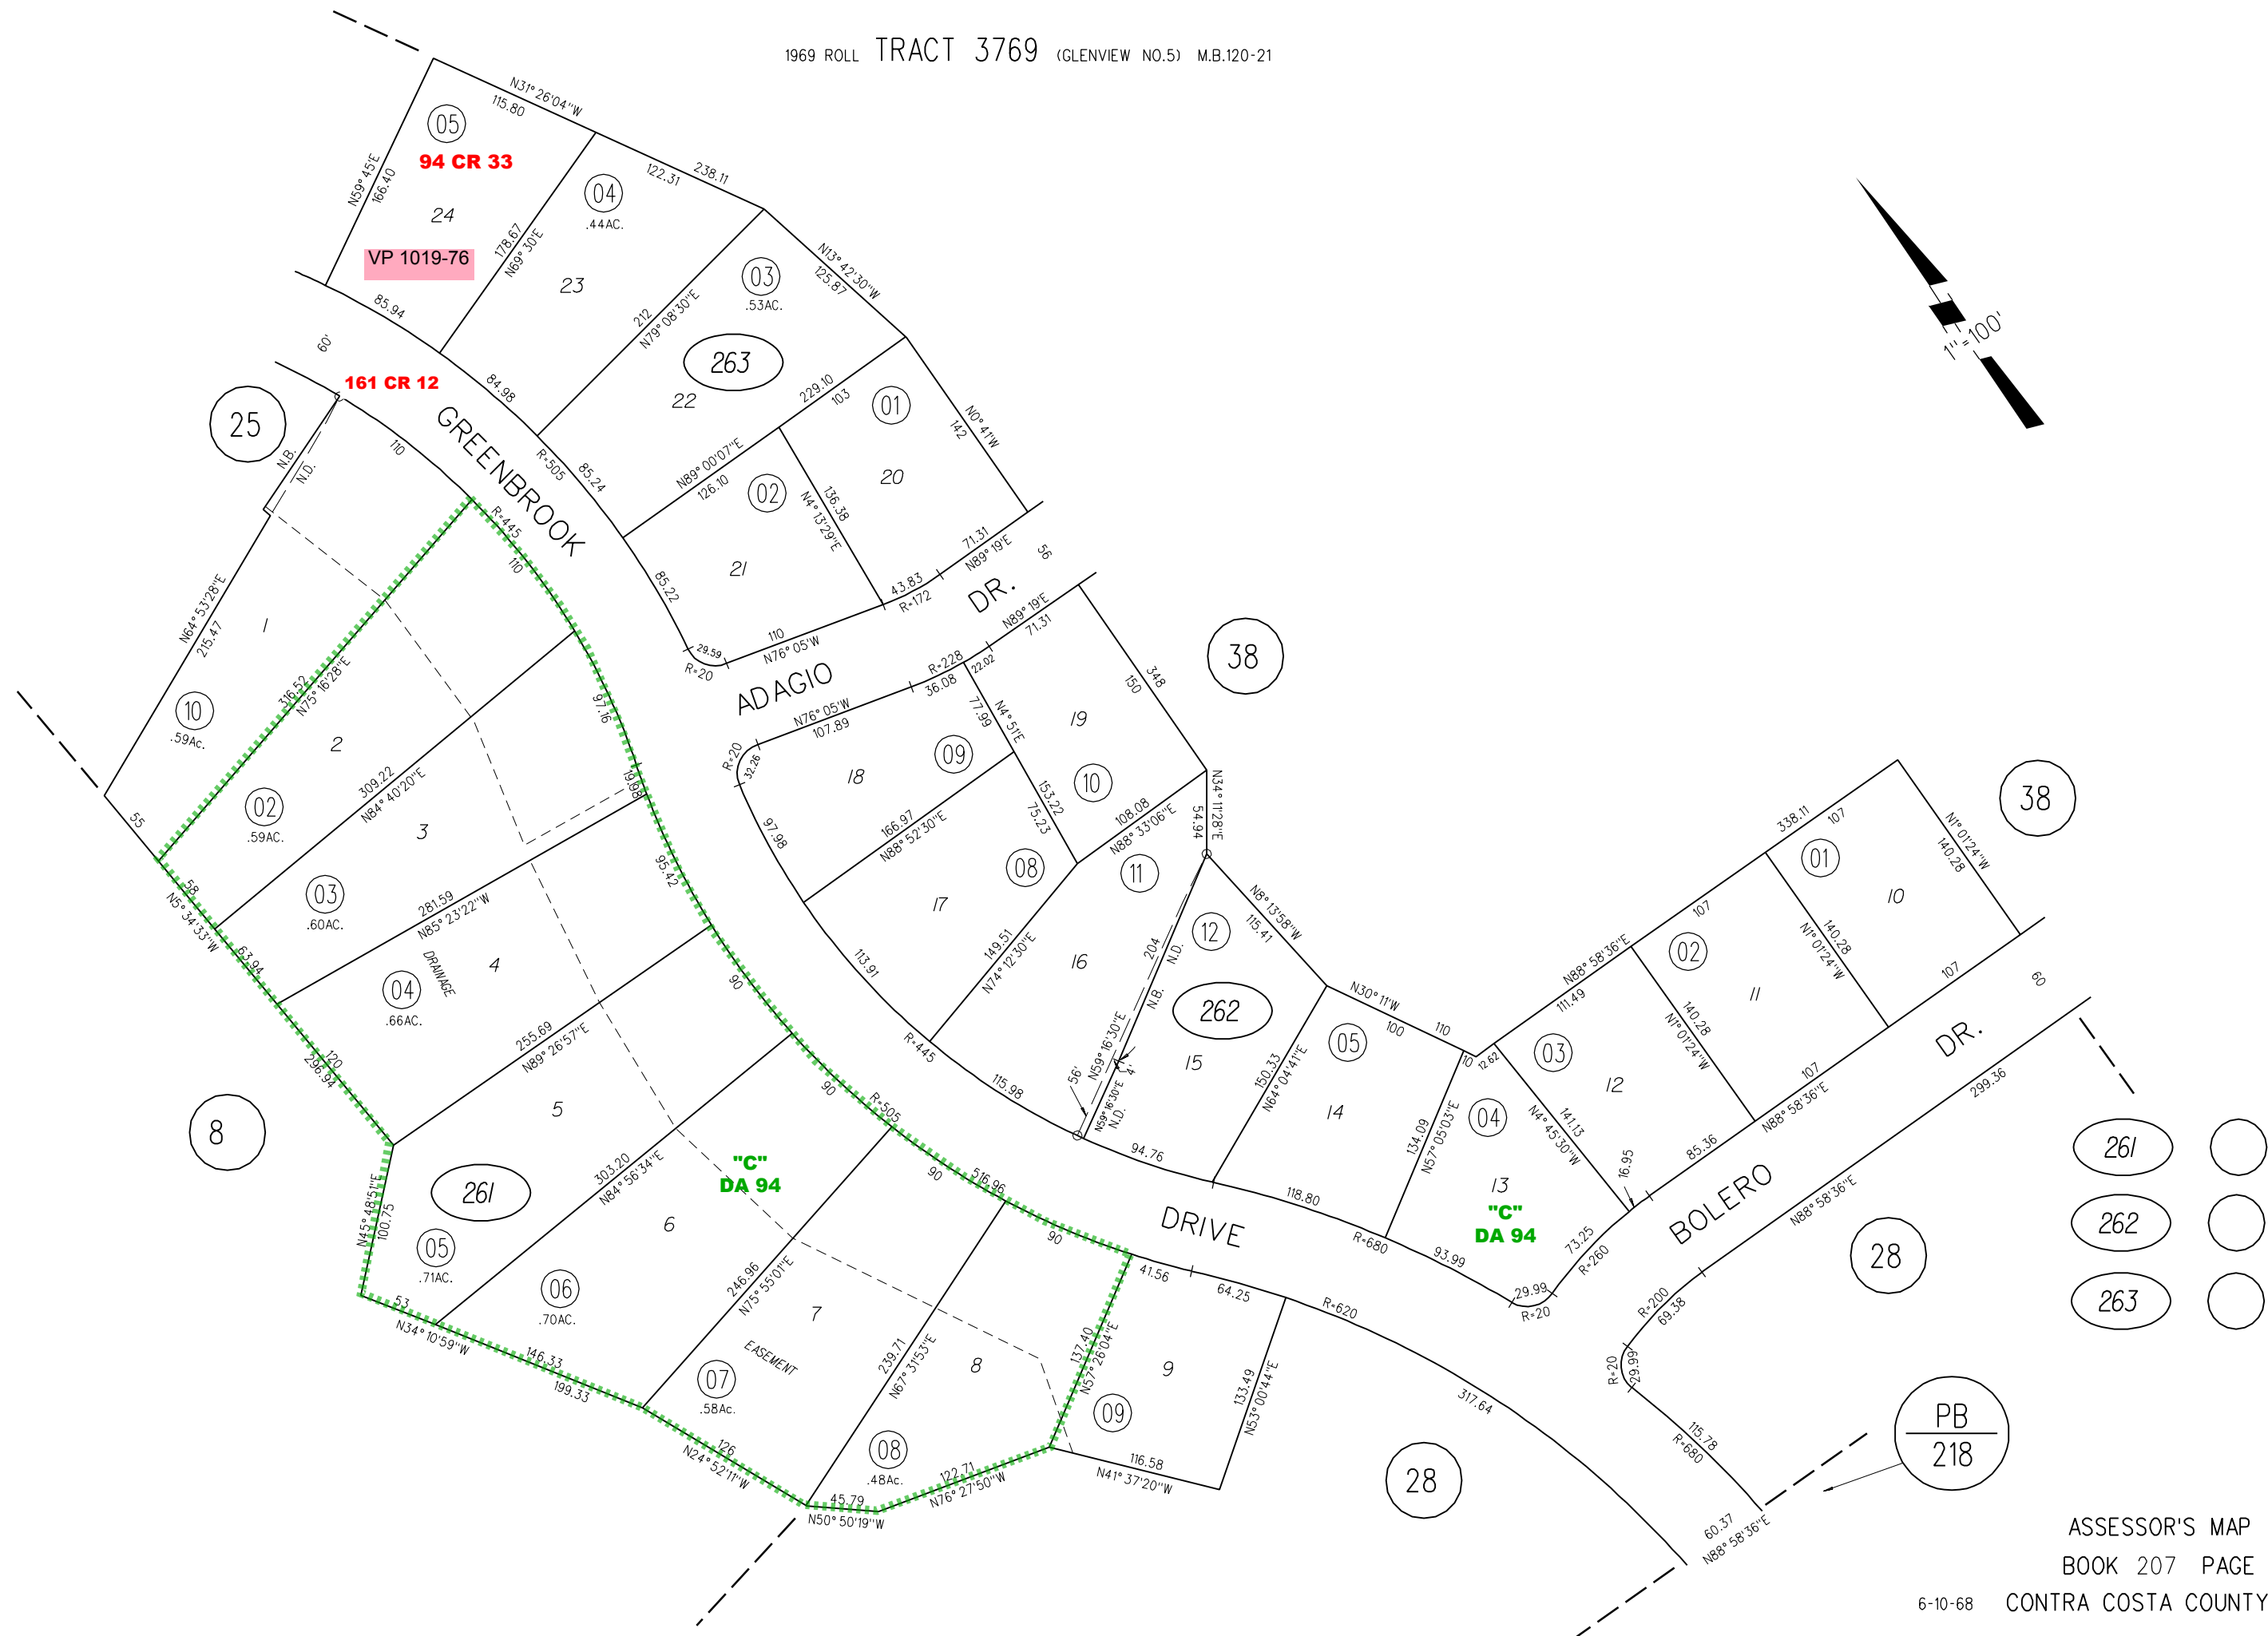 1969 ROLL TRACT 3769 (GLENVIEW NO.5) M.B.120-21
N31° 26'04"W
115.80
05
94 CR 33
N59° 45'E
166.40
24
VP 1019-76
122.31
238.11
04
.44AC.
178.67
N69° 30'E
23
85.94
60'
N13° 42'30"W
125.87
03
.53AC.
212
N79° 08'30"E
263
22
84.98
1"=100'
161 CR 12
25
GREENBROOK
R=505
85.24
229.10
103
01
N0° 41'W
142
N89° 00'07"E
126.10
02
20
136.38
N4° 13'29"E
21
85.22
71.31
N89° 19'E
56
43.83
R=172
DR.
110
N76° 05'W
29.59
R=20
ADAGIO
N.B.
N.D.
110
R=445
110
N64° 53'28"E
215.47
1
10
.59Ac.
316.52
N75° 16'28"E
97.16
2
02
.59AC.
55
309.22
N84° 40'20"E
19.98
3
03
.60AC.
58
N5° 34'33"W
63.94
281.59
N85° 23'22"W
95.42
DRAINAGE
4
04
.66AC.
120
296.94
255.69
N89° 26'57"E
90
8
5
N45° 48'51"E
100.75
261
05
.71AC.
53
N34° 10'59"W
303.20
N84° 56'34"E
90
R=505
"C"
DA 94
6
06
.70AC.
146.33
199.33
246.96
N75° 55'01"E
90
516.96
7
EASEMENT
07
.58Ac.
126
N24° 52'11"W
239.71
N67° 31'53"E
90
8
08
.48Ac.
45.79
N50° 50'19"W
122.71
N76° 27'50"W
137.40
N57° 26'04"E
41.56
64.25
9
09
116.58
N41° 37'20"W
133.49
N53° 00'44"E
R=620
317.64
28
R=228
36.08
22.02
N89° 19'E
71.31
38
348
150
N76° 05'W
107.89
R=20
32.26
77.99
N4° 51'E
19
09
18
10
153.22
75.23
108.08
N88° 33'06"E
N34° 11'28"E
54.94
97.98
166.97
N88° 52'30"E
08
17
11
113.91
149.51
N74° 12'30"E
16
204
N.D.
N.B.
N59° 16'30"E
12
N8° 13'58"W
115.41
262
15
R=445
115.98
56'
4'
N59° 16'30"E
N.D.
94.76
150.33
N64° 04'41"E
N30° 11'W
100
110
05
14
10
12.62
118.80
134.09
N57° 05'03"E
DRIVE
R=680
93.99
04
13
"C"
DA 94
29.99
R=20
338.11
107
38
N1° 01'24"W
140.28
01
10
107
02
140.28
N1° 01'24"W
11
N88° 58'36"E
111.49
03
12
140.28
N1° 01'24"W
107
107
60
DR.
N88° 58'36"E
141.13
N4° 45'30"W
16.95
85.36
73.25
R=260
BOLERO
299.36
N88° 58'36"E
28
R=200
69.38
R=20
29.99
115.78
R=680
60.37
N88° 58'36"E
261
262
263
PB
218
ASSESSOR'S MAP
BOOK 207 PAGE
6-10-68 CONTRA COSTA COUNTY